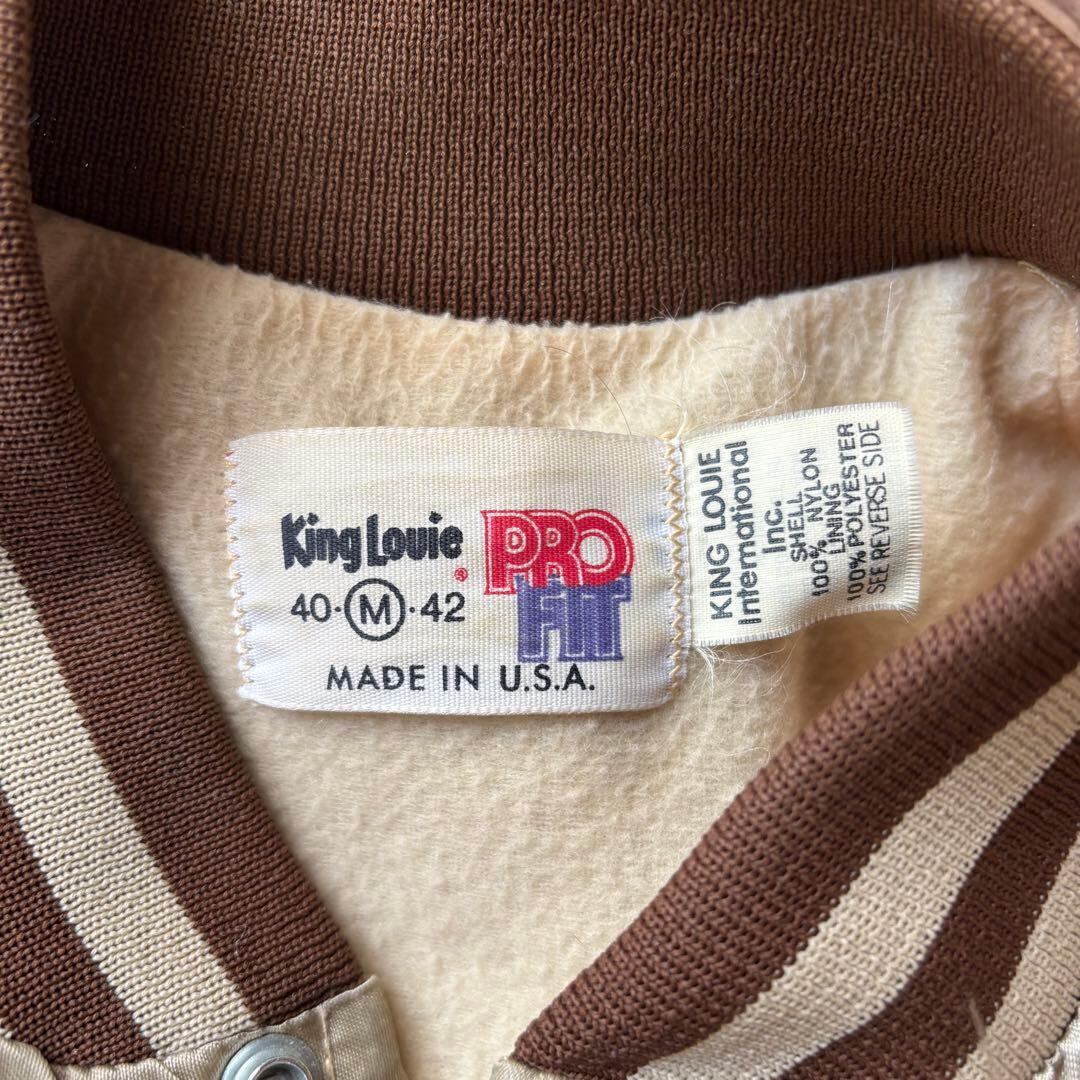 King Louie ® PRO
40·M·42 FIT
MADE IN U.S.A.
KING LOUIE
International
Inc.
SHELL
100% NYLON
LINING
100% POLYESTER
SEE REVERSE SIDE